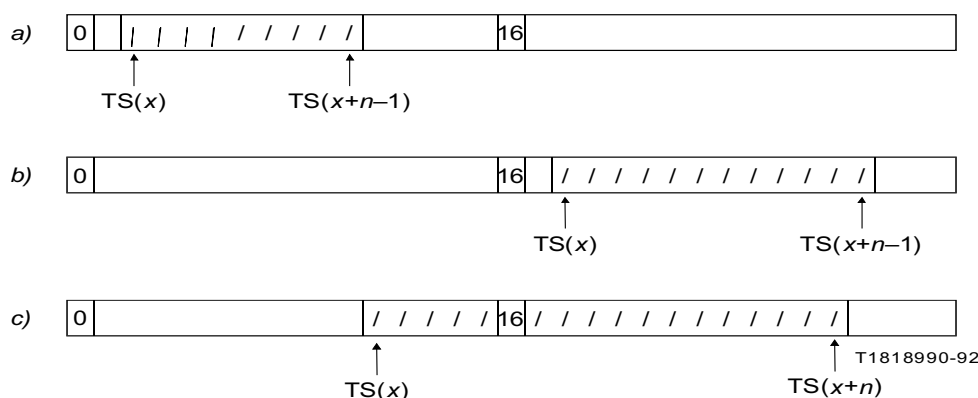 a) 0 / / / / / / / / / 16
TS(x) TS(x+n–1)
b) 0 16 / / / / / / / / / / / /
TS(x) TS(x+n–1)
c) 0 / / / / / 16 / / / / / / / / / / / /
T1818990-92
TS(x) TS(x+n)